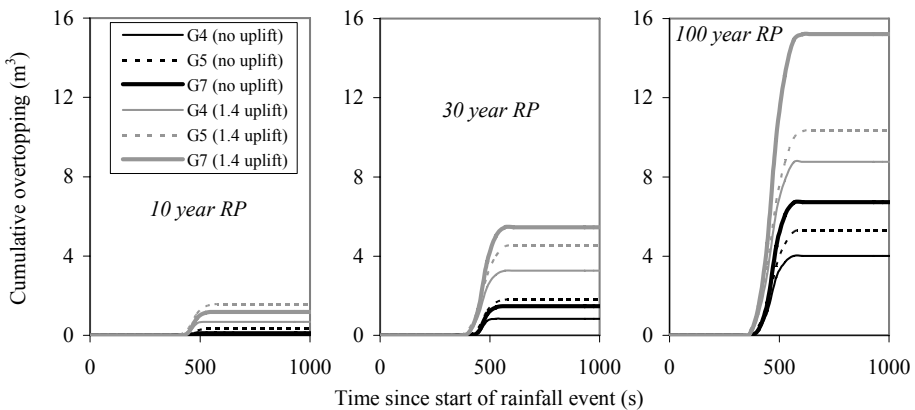 Cumulative overtopping (m³)
16
12
8
4
0
G4 (no uplift)
G5 (no uplift)
G7 (no uplift)
G4 (1.4 uplift)
G5 (1.4 uplift)
G7 (1.4 uplift)
10 year RP
0 500 1000
16
12
8
4
0
30 year RP
0 500 1000
16
12
8
4
0
100 year RP
0 500 1000
Time since start of rainfall event (s)